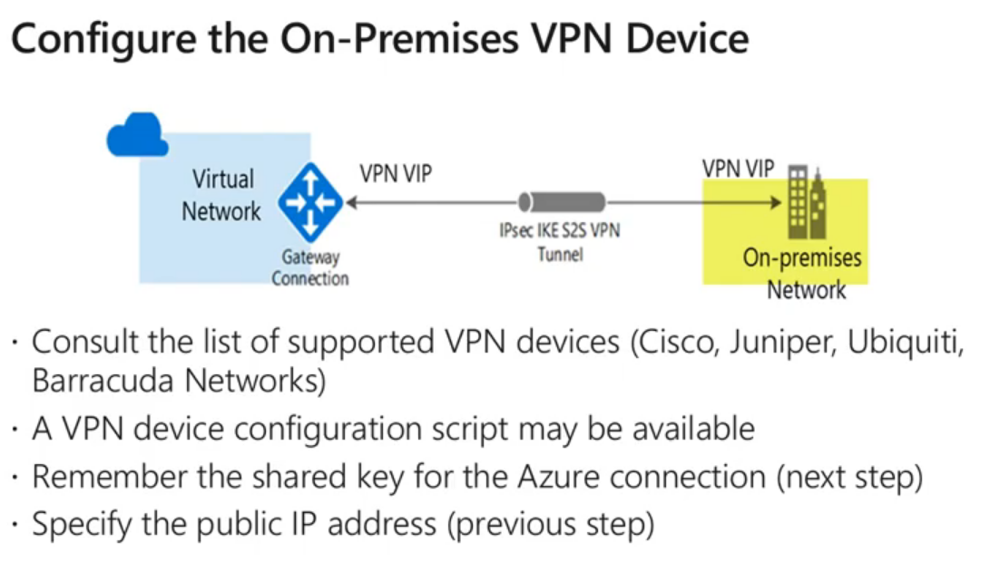 Configure the On-Premises VPN Device
Virtual
Network
VPN VIP
Gateway
Connection
IPsec IKE S2S VPN
Tunnel
VPN VIP
On-premises
Network
· Consult the list of supported VPN devices (Cisco, Juniper, Ubiquiti,
Barracuda Networks)
· A VPN device configuration script may be available
· Remember the shared key for the Azure connection (next step)
· Specify the public IP address (previous step)